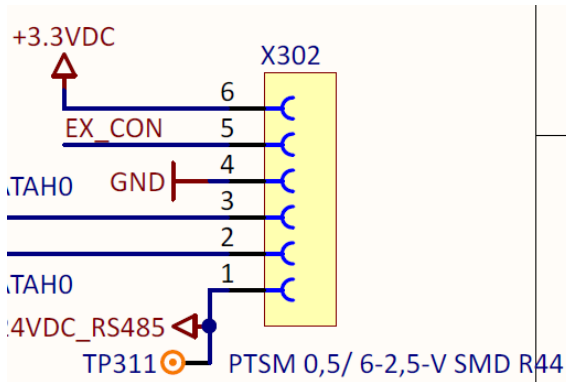 +3.3VDC
X302
6
EX_CON 5
4
GND
ATAH0
3
2
1
ATAH0
24VDC_RS485
TP311
PTSM 0,5/ 6-2,5-V SMD R44